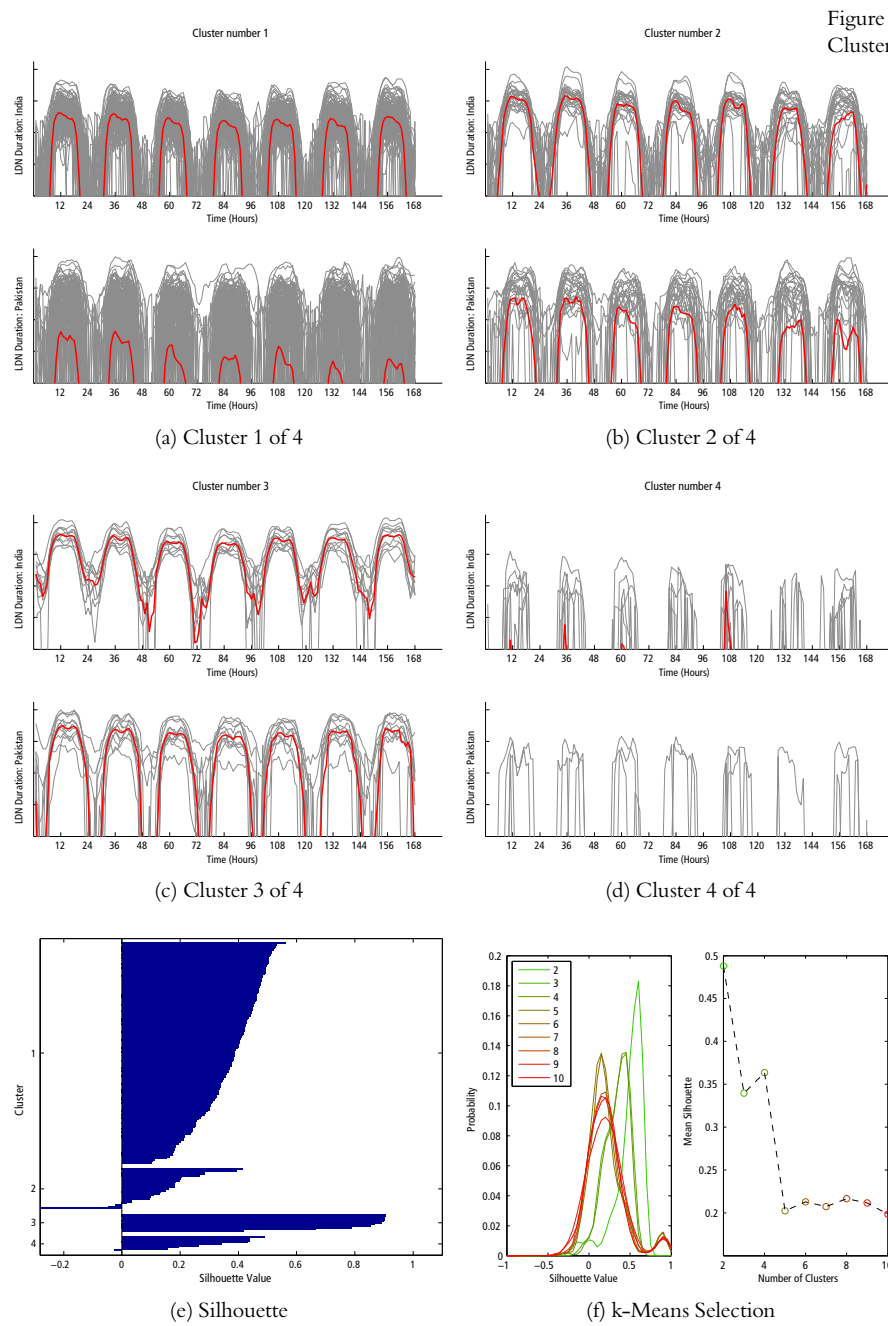 Figure
Cluster
Cluster number 1
LDN Duration: India
12 24 36 48 60 72 84 96 108 120 132 144 156 168
Time (Hours)
LDN Duration: Pakistan
12 24 36 48 60 72 84 96 108 120 132 144 156 168
Time (Hours)
(a) Cluster 1 of 4
Cluster number 2
LDN Duration: India
12 24 36 48 60 72 84 96 108 120 132 144 156 168
Time (Hours)
LDN Duration: Pakistan
12 24 36 48 60 72 84 96 108 120 132 144 156 168
Time (Hours)
(b) Cluster 2 of 4
Cluster number 3
LDN Duration: India
12 24 36 48 60 72 84 96 108 120 132 144 156 168
Time (Hours)
LDN Duration: Pakistan
12 24 36 48 60 72 84 96 108 120 132 144 156 168
Time (Hours)
(c) Cluster 3 of 4
Cluster number 4
LDN Duration: India
12 24 36 48 60 72 84 96 108 120 132 144 156 168
Time (Hours)
LDN Duration: Pakistan
12 24 36 48 60 72 84 96 108 120 132 144 156 168
Time (Hours)
(d) Cluster 4 of 4
Cluster
1
2
3
4
−0.2 0 0.2 0.4 0.6 0.8 1
Silhouette Value
(e) Silhouette
Probability
0.2
0.18
0.16
0.14
0.12
0.1
0.08
0.06
0.04
0.02
0
2
3
4
5
6
7
8
9
10
−1 −0.5 0 0.5 1
Silhouette Value
Mean Silhouette
0.5
0.45
0.4
0.35
0.3
0.25
0.2
2 4 6 8 10
Number of Clusters
(f) k-Means Selection